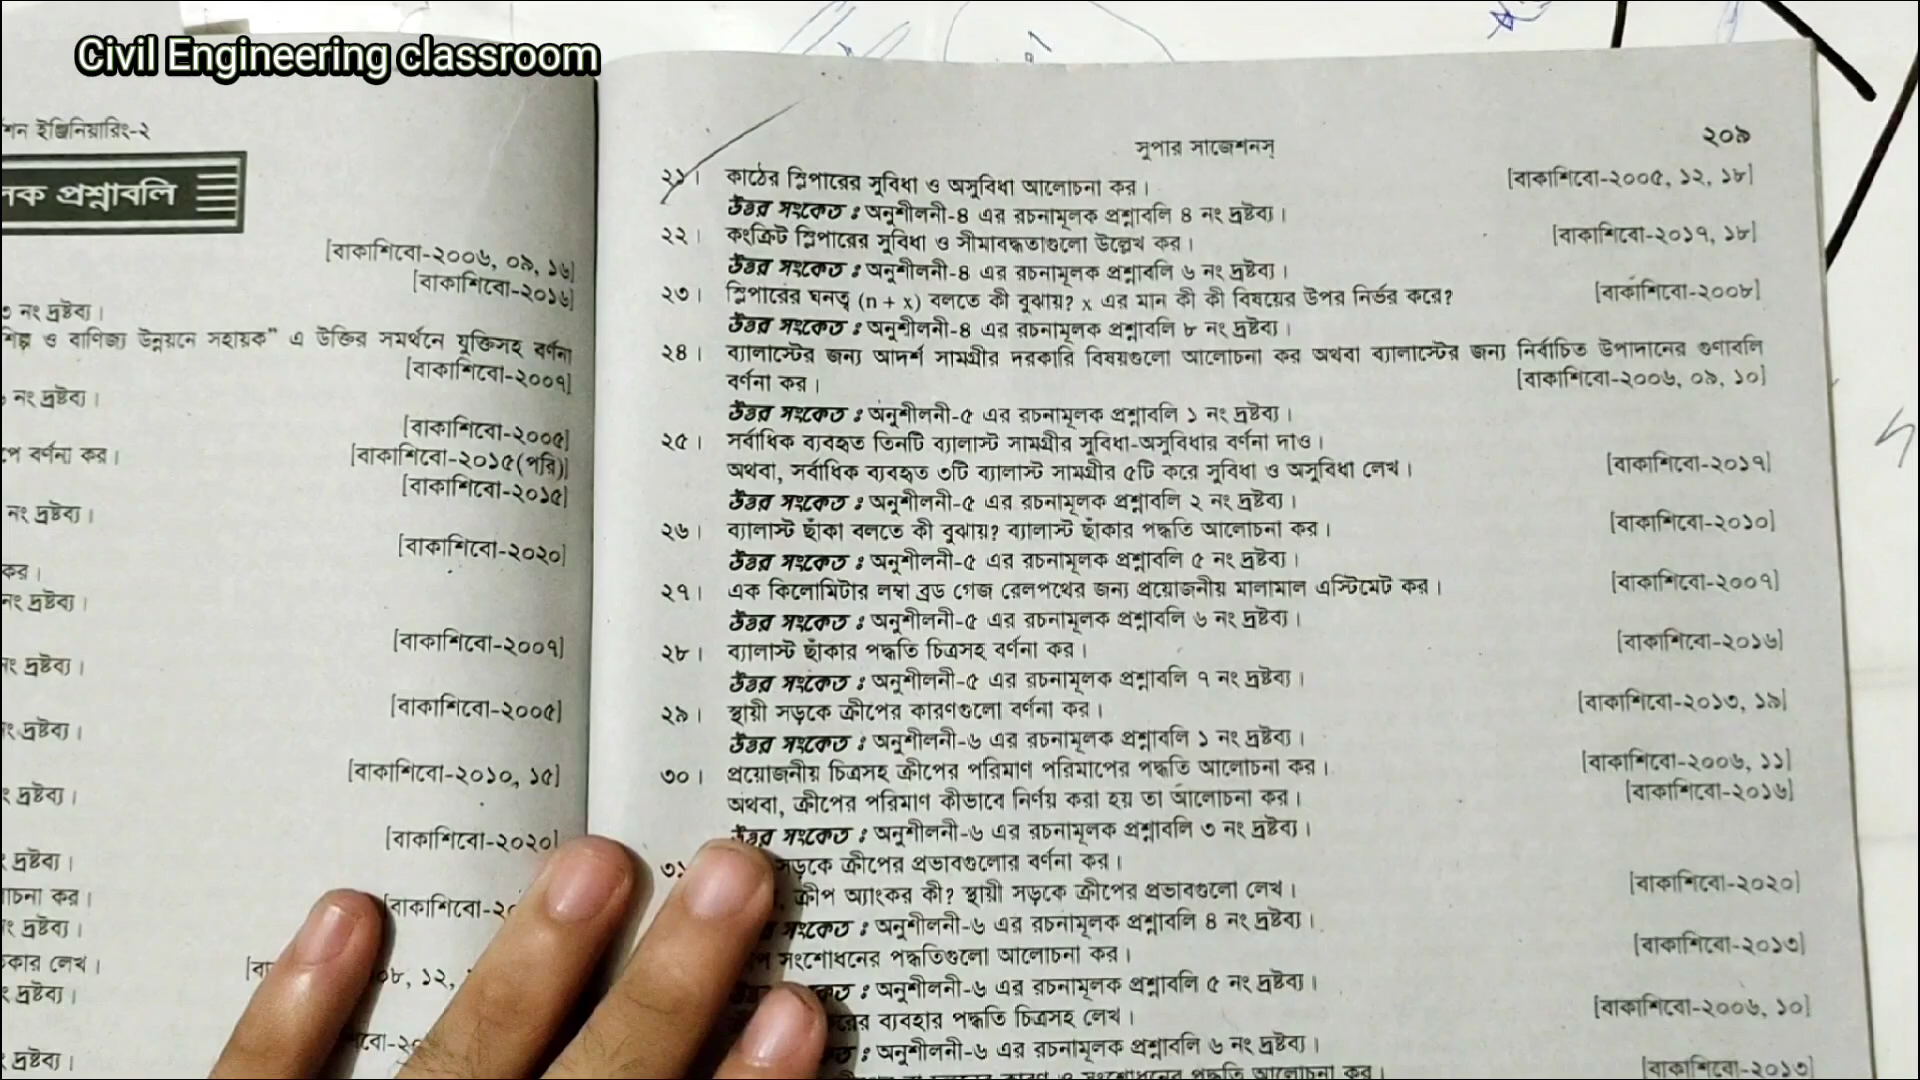 Civil Engineering classroom
শন ইঞ্জিনিয়ারিং-২
প্রশ্নাবলি
[বাকাশিবো-২০০৬, ০৯, ১৬]
[বাকাশিবো-২০১৬]
৩ নং দ্রষ্টব্য।
শিল্প ও বাণিজ্য উন্নয়নে সহায়ক" এ উক্তির সমর্থনে যুক্তিসহ বর্ণনা
[বাকাশিবো-২০০৭]
নং দ্রষ্টব্য।
[বাকাশিবো-২০০৫]
বর্ণনা কর।
[বাকাশিবো-২০১৫(পরি)]
[বাকাশিবো-২০১৫]
নং দ্রষ্টব্য।
[বাকাশিবো-২০২০]
কর।
নং দ্রষ্টব্য।
[বাকাশিবো-২০০৭]
নং দ্রষ্টব্য।
[বাকাশিবো-২০০৫]
দ্রষ্টব্য।
[বাকাশিবো-২০১০, ১৫]
দ্রষ্টব্য।
[বাকাশিবো-২০২০]
দ্রষ্টব্য।
কর।
দ্রষ্টব্য।
লেখ।
দ্রষ্টব্য।
দ্রষ্টব্য।
সুপার সাজেশনস্
২০৯
২১। কাঠের স্লিপারের সুবিধা ও অসুবিধা আলোচনা কর। [বাকাশিবো-২০০৫, ১২, ১৮]
উত্তর সংকেত : অনুশীলনী-৪ এর রচনামূলক প্রশ্নাবলি ৪ নং দ্রষ্টব্য।
২২। কংক্রিট স্লিপারের সুবিধা ও সীমাবদ্ধতাগুলো উল্লেখ কর। [বাকাশিবো-২০১৭, ১৮]
উত্তর সংকেত : অনুশীলনী-৪ এর রচনামূলক প্রশ্নাবলি ৬ নং দ্রষ্টব্য।
২৩। স্লিপারের ঘনত্ব (n + x) বলতে কী বুঝায়? x এর মান কী কী বিষয়ের উপর নির্ভর করে? [বাকাশিবো-২০০৮]
উত্তর সংকেত : অনুশীলনী-৪ এর রচনামূলক প্রশ্নাবলি ৮ নং দ্রষ্টব্য।
২৪। ব্যালাস্টের জন্য আদর্শ সামগ্রীর দরকারি বিষয়গুলো আলোচনা কর অথবা ব্যালাস্টের জন্য নির্বাচিত উপাদানের গুণাবলি
বর্ণনা কর। [বাকাশিবো-২০০৬, ০৯, ১০]
উত্তর সংকেত : অনুশীলনী-৫ এর রচনামূলক প্রশ্নাবলি ১ নং দ্রষ্টব্য।
২৫। সর্বাধিক ব্যবহৃত তিনটি ব্যালাস্ট সামগ্রীর সুবিধা-অসুবিধার বর্ণনা দাও।
অথবা, সর্বাধিক ব্যবহৃত ৩টি ব্যালাস্ট সামগ্রীর ৫টি করে সুবিধা ও অসুবিধা লেখ। [বাকাশিবো-২০১৭]
উত্তর সংকেত : অনুশীলনী-৫ এর রচনামূলক প্রশ্নাবলি ২ নং দ্রষ্টব্য।
২৬। ব্যালাস্ট ছাঁকা বলতে কী বুঝায়? ব্যালাস্ট ছাঁকার পদ্ধতি আলোচনা কর। [বাকাশিবো-২০১০]
উত্তর সংকেত : অনুশীলনী-৫ এর রচনামূলক প্রশ্নাবলি ৫ নং দ্রষ্টব্য।
২৭। এক কিলোমিটার লম্বা ব্রড গেজ রেলপথের জন্য প্রয়োজনীয় মালামাল এস্টিমেট কর। [বাকাশিবো-২০০৭]
উত্তর সংকেত : অনুশীলনী-৫ এর রচনামূলক প্রশ্নাবলি ৬ নং দ্রষ্টব্য।
২৮। ব্যালাস্ট ছাঁকার পদ্ধতি চিত্রসহ বর্ণনা কর। [বাকাশিবো-২০১৬]
উত্তর সংকেত : অনুশীলনী-৫ এর রচনামূলক প্রশ্নাবলি ৭ নং দ্রষ্টব্য।
২৯। স্থায়ী সড়কে ক্রীপের কারণগুলো বর্ণনা কর। [বাকাশিবো-২০১৩, ১৯]
উত্তর সংকেত : অনুশীলনী-৬ এর রচনামূলক প্রশ্নাবলি ১ নং দ্রষ্টব্য।
৩০। প্রয়োজনীয় চিত্রসহ ক্রীপের পরিমাণ পরিমাপের পদ্ধতি আলোচনা কর। [বাকাশিবো-২০০৬, ১১]
অথবা, ক্রীপের পরিমাণ কীভাবে নির্ণয় করা হয় তা আলোচনা কর। [বাকাশিবো-২০১৬]
উত্তর সংকেত : অনুশীলনী-৬ এর রচনামূলক প্রশ্নাবলি ৩ নং দ্রষ্টব্য।
৩১ সড়কে ক্রীপের প্রভাবগুলোর বর্ণনা কর।
ক্রীপ অ্যাংকর কী? স্থায়ী সড়কে ক্রীপের প্রভাবগুলো লেখ। [বাকাশিবো-২০২০]
সংকেত : অনুশীলনী-৬ এর রচনামূলক প্রশ্নাবলি ৪ নং দ্রষ্টব্য।
সংশোধনের পদ্ধতিগুলো আলোচনা কর। [বাকাশিবো-২০১৩]
: অনুশীলনী-৬ এর রচনামূলক প্রশ্নাবলি ৫ নং দ্রষ্টব্য।
ব্যবহার পদ্ধতি চিত্রসহ লেখ। [বাকাশিবো-২০০৬, ১০]
: অনুশীলনী-৬ এর রচনামূলক প্রশ্নাবলি ৬ নং দ্রষ্টব্য।
কারণ ও সংশোধনের পদ্ধতি আলোচনা কর। [বাকাশিবো-২০১৩]